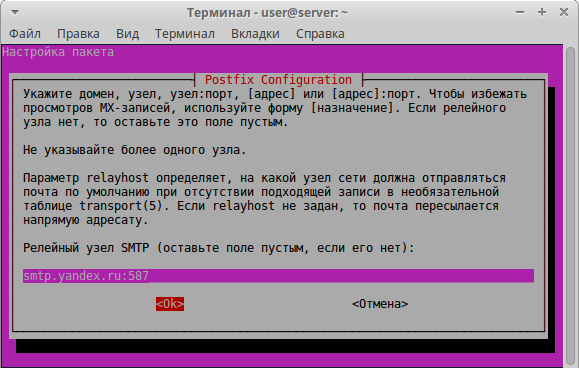 Терминал - user@server: ~
Файл Правка Вид Терминал Вкладки Справка
Настройка пакета
Postfix Configuration
Укажите домен, узел, узел:порт, [адрес] или [адрес]:порт. Чтобы избежать
просмотров MX-записей, используйте форму [назначение]. Если релейного
узла нет, то оставьте это поле пустым.
Не указывайте более одного узла.
Параметр relayhost определяет, на какой узел сети должна отправляться
почта по умолчанию при отсутствии подходящей записи в необязательной
таблице transport(5). Если relayhost не задан, то почта пересылается
напрямую адресату.
Релейный узел SMTP (оставьте поле пустым, если его нет):
smtp.yandex.ru:587
<Ok> <Отмена>